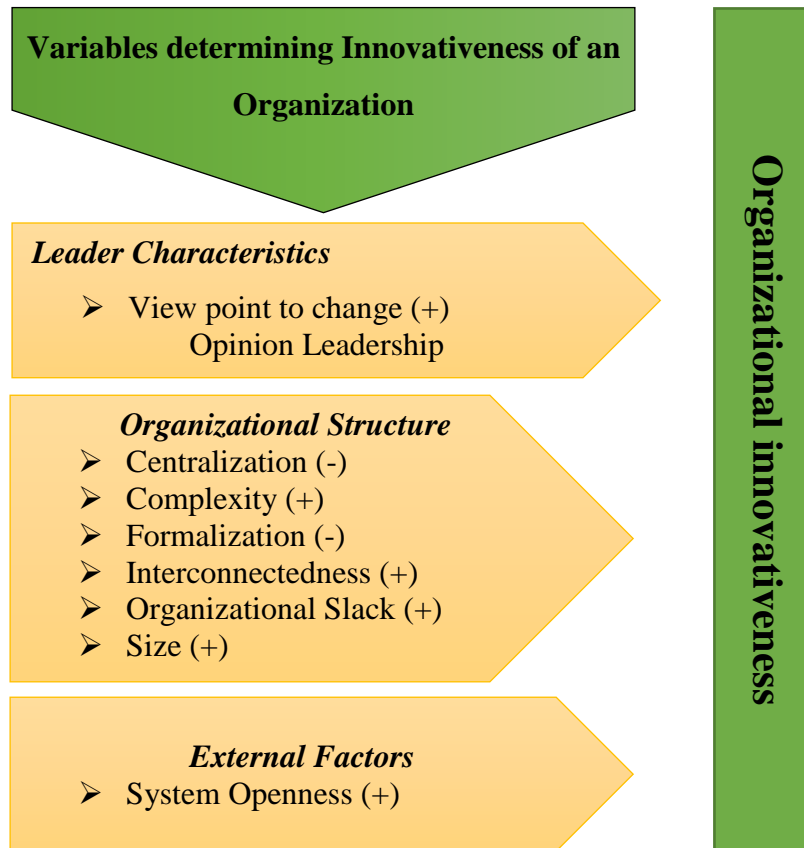 Variables determining Innovativeness of an
Organization
Leader Characteristics
➢ View point to change (+)
Opinion Leadership
Organizational Structure
➢ Centralization (-)
➢ Complexity (+)
➢ Formalization (-)
➢ Interconnectedness (+)
➢ Organizational Slack (+)
➢ Size (+)
External Factors
➢ System Openness (+)
Organizational innovativeness